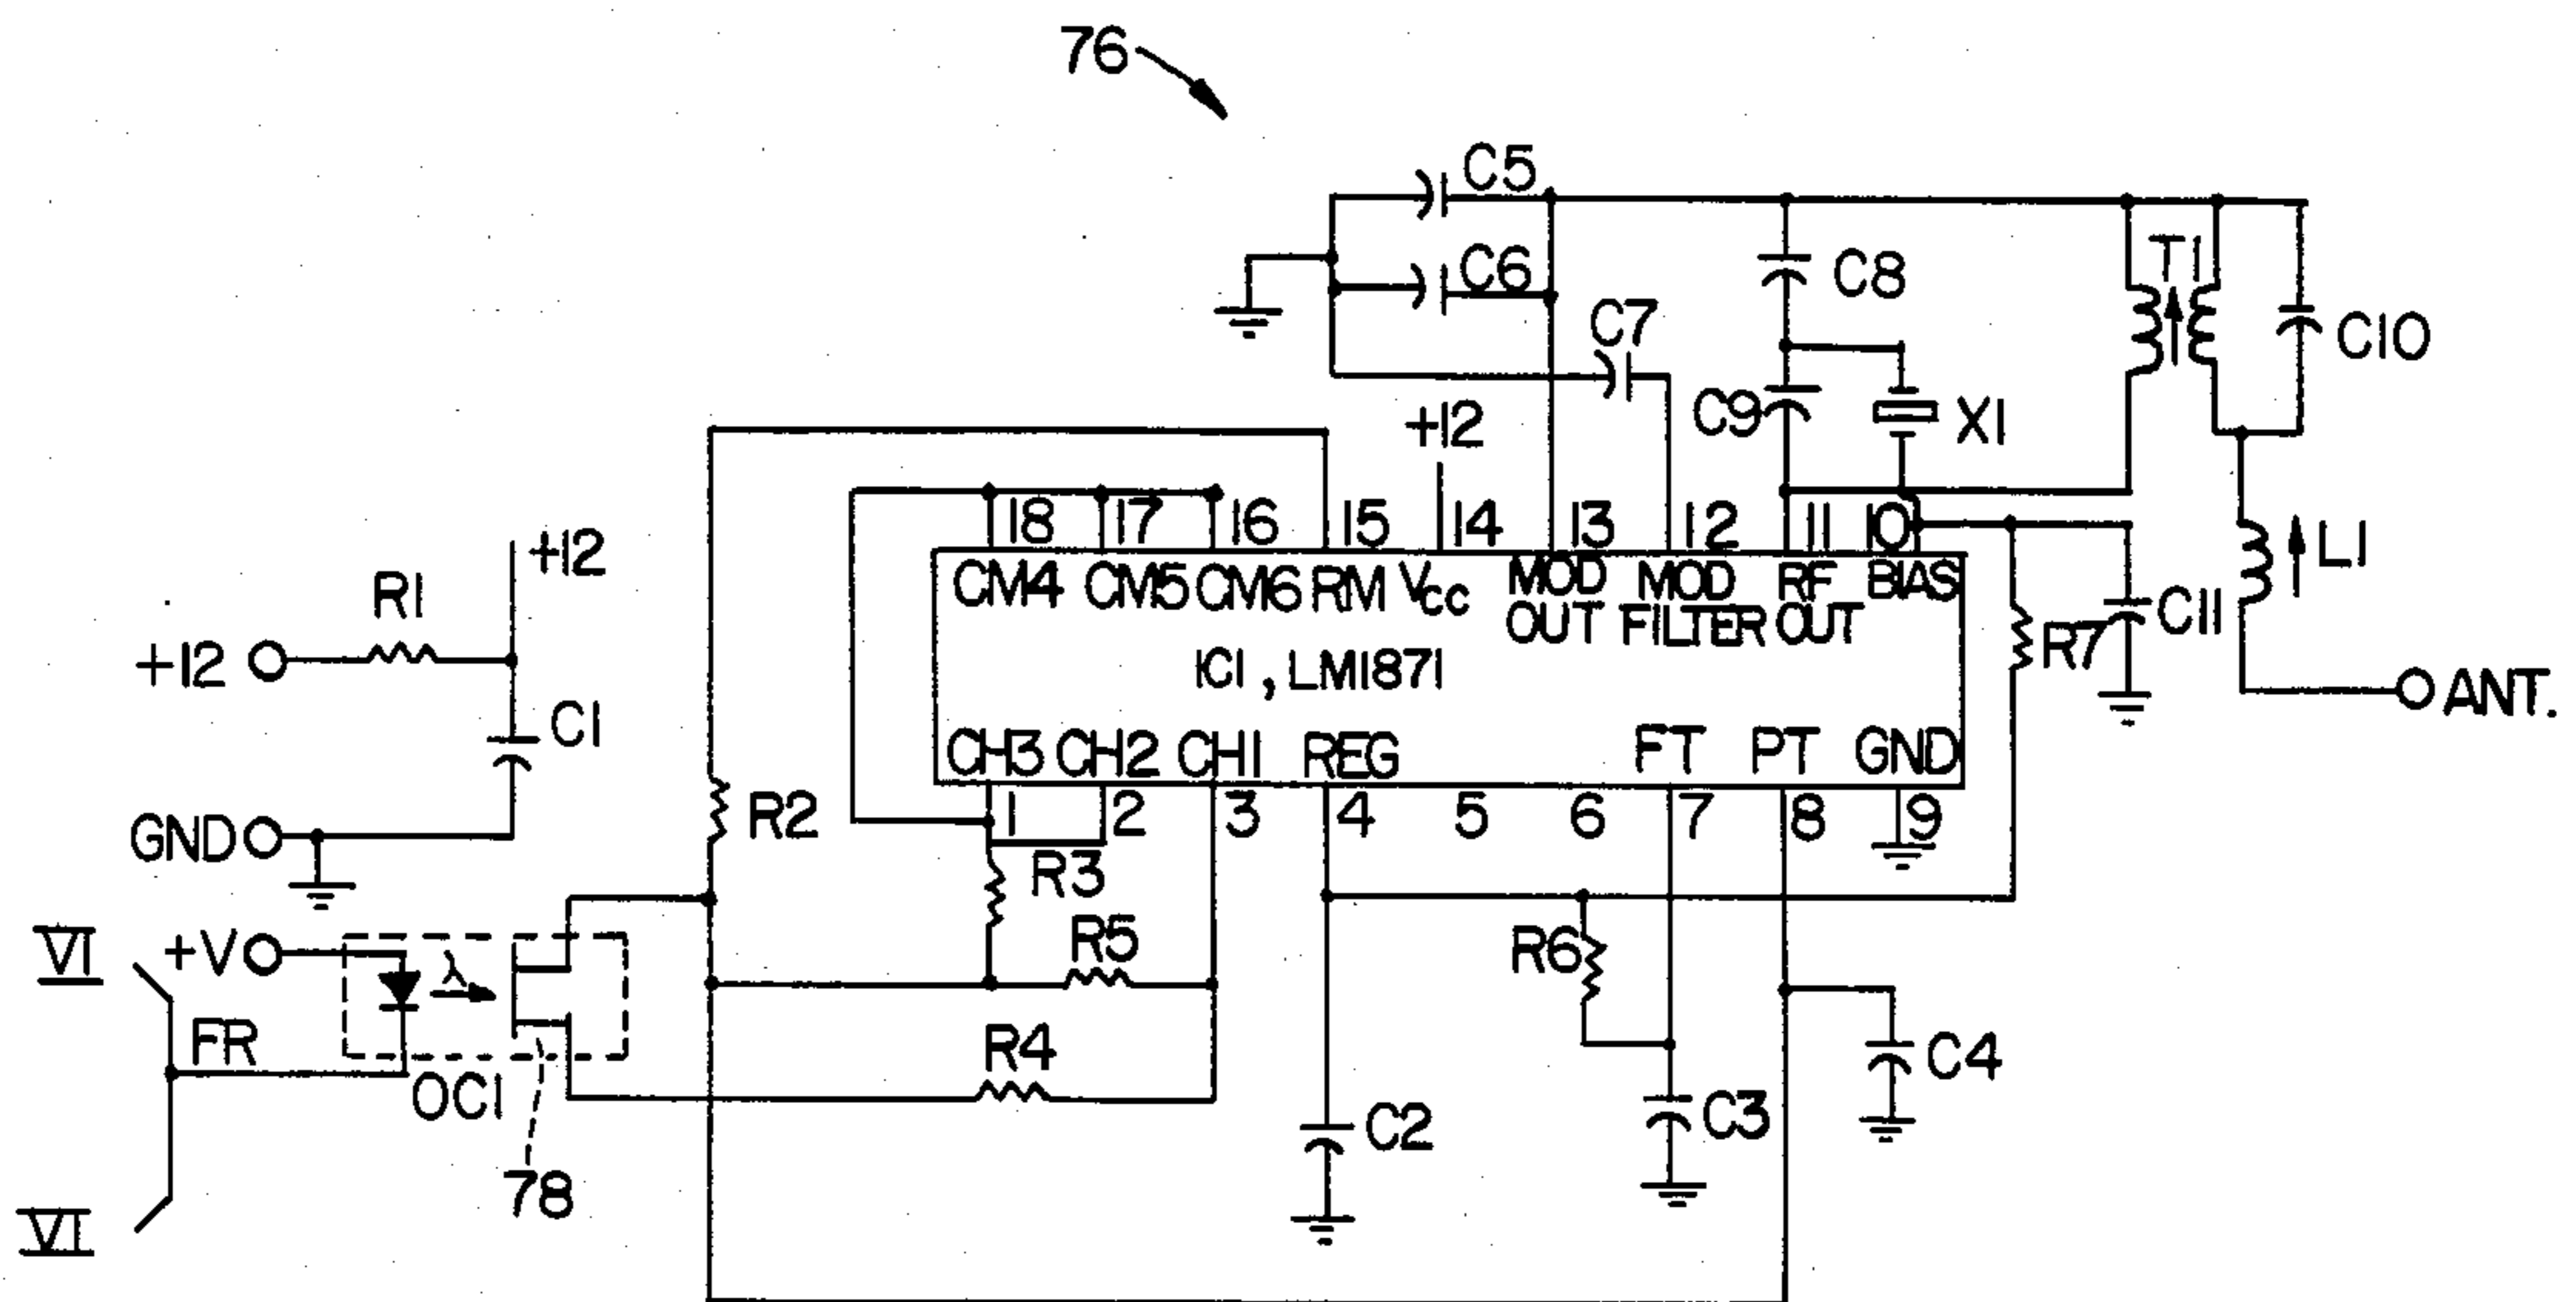 76
C5
C6
C7
C8
T1
C10
C9
X1
+12
18 17 16 15 14 13 12 11 10
CM4 CM5 CM6 RM Vcc MOD OUT MOD FILTER RF OUT BIAS
IC1, LM1871
CH3 CH2 CH1 REG FT PT GND
1 2 3 4 5 6 7 8 9
L1
C11
R7
ANT.
+12
R1
+12
C1
GND
R2
R3
R5
R4
R6
VI
+V
λ
FR
OC1
78
VI
C2
C3
C4